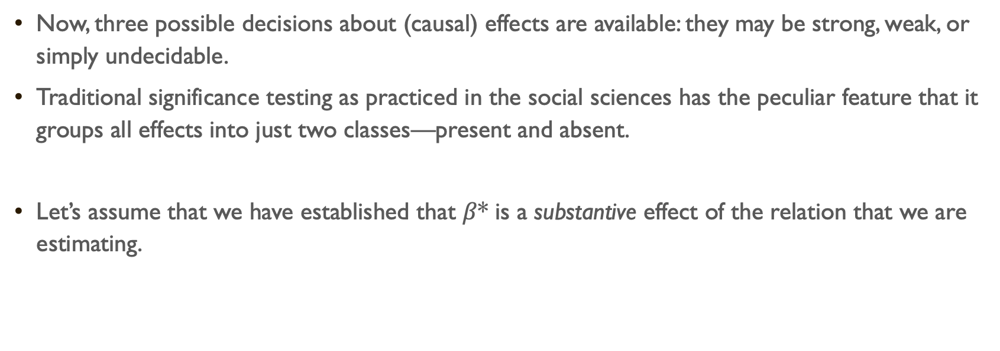 • Now, three possible decisions about (causal) effects are available: they may be strong, weak, or
simply undecidable.
• Traditional significance testing as practiced in the social sciences has the peculiar feature that it
groups all effects into just two classes—present and absent.
• Let’s assume that we have established that β* is a substantive effect of the relation that we are
estimating.